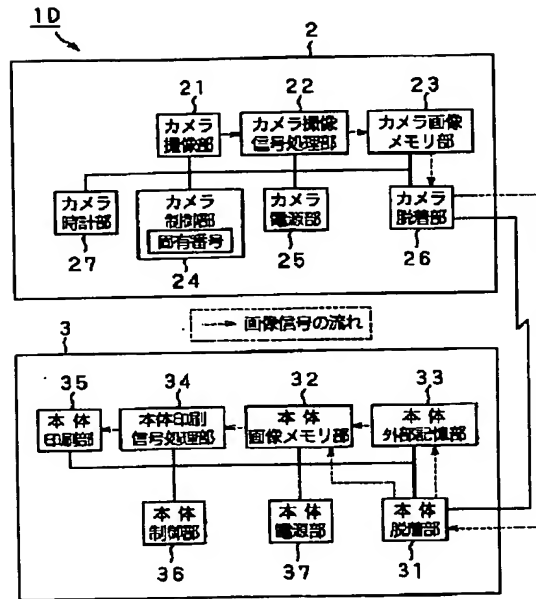 1D
2
21
22
23
カメラ
撮像部
カメラ撮像
信号処理部
カメラ画像
メモリ部
カメラ
時計部
カメラ
制御部
固有番号
カメラ
電源部
カメラ
脱着部
27
24
25
26
画像信号の流れ
3
35
34
32
33
本体
印刷部
本体印刷
信号処理部
本体
画像メモリ部
本体
外部記憶部
本体
制御部
本体
電源部
本体
脱着部
36
37
31